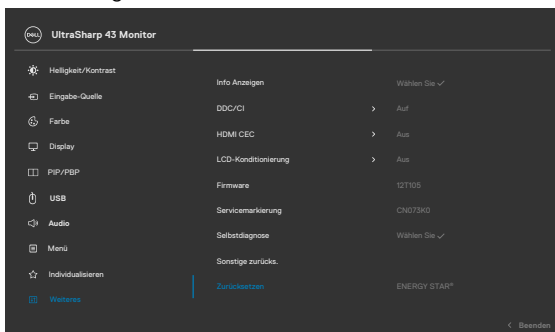 DELL UltraSharp 43 Monitor
Helligkeit/Kontrast
Eingabe-Quelle
Farbe
Display
PIP/PBP
USB
Audio
Menü
Individualisieren
Weiteres
Info Anzeigen Wählen Sie ✓
DDC/CI > Auf
HDMI CEC > Aus
LCD-Konditionierung > Aus
Firmware 12T105
Servicemarkierung CN073K0
Selbstdiagnose Wählen Sie ✓
Sonstige zurücks.
Zurücksetzen ENERGY STAR®
< Beenden